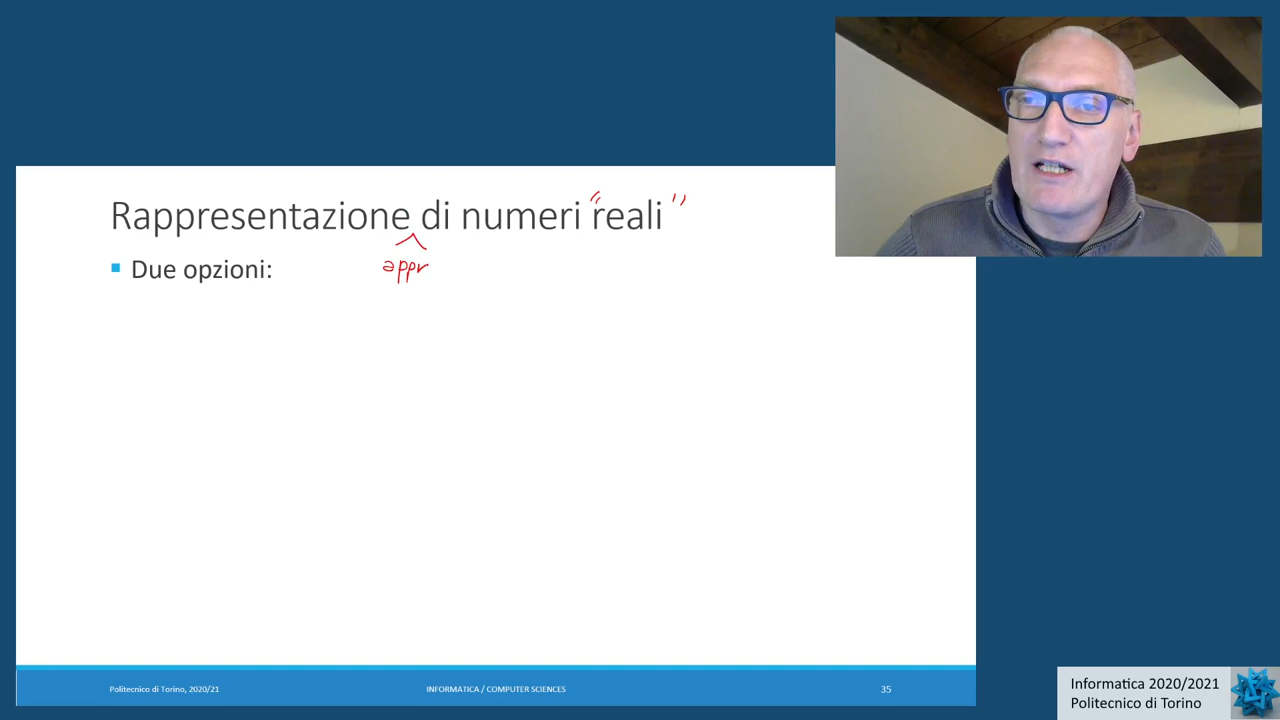 Rappresentazione di numeri "reali"
appr
▪ Due opzioni:
Politecnico di Torino, 2020/21
INFORMATICA / COMPUTER SCIENCES
35
Informatica 2020/2021
Politecnico di Torino